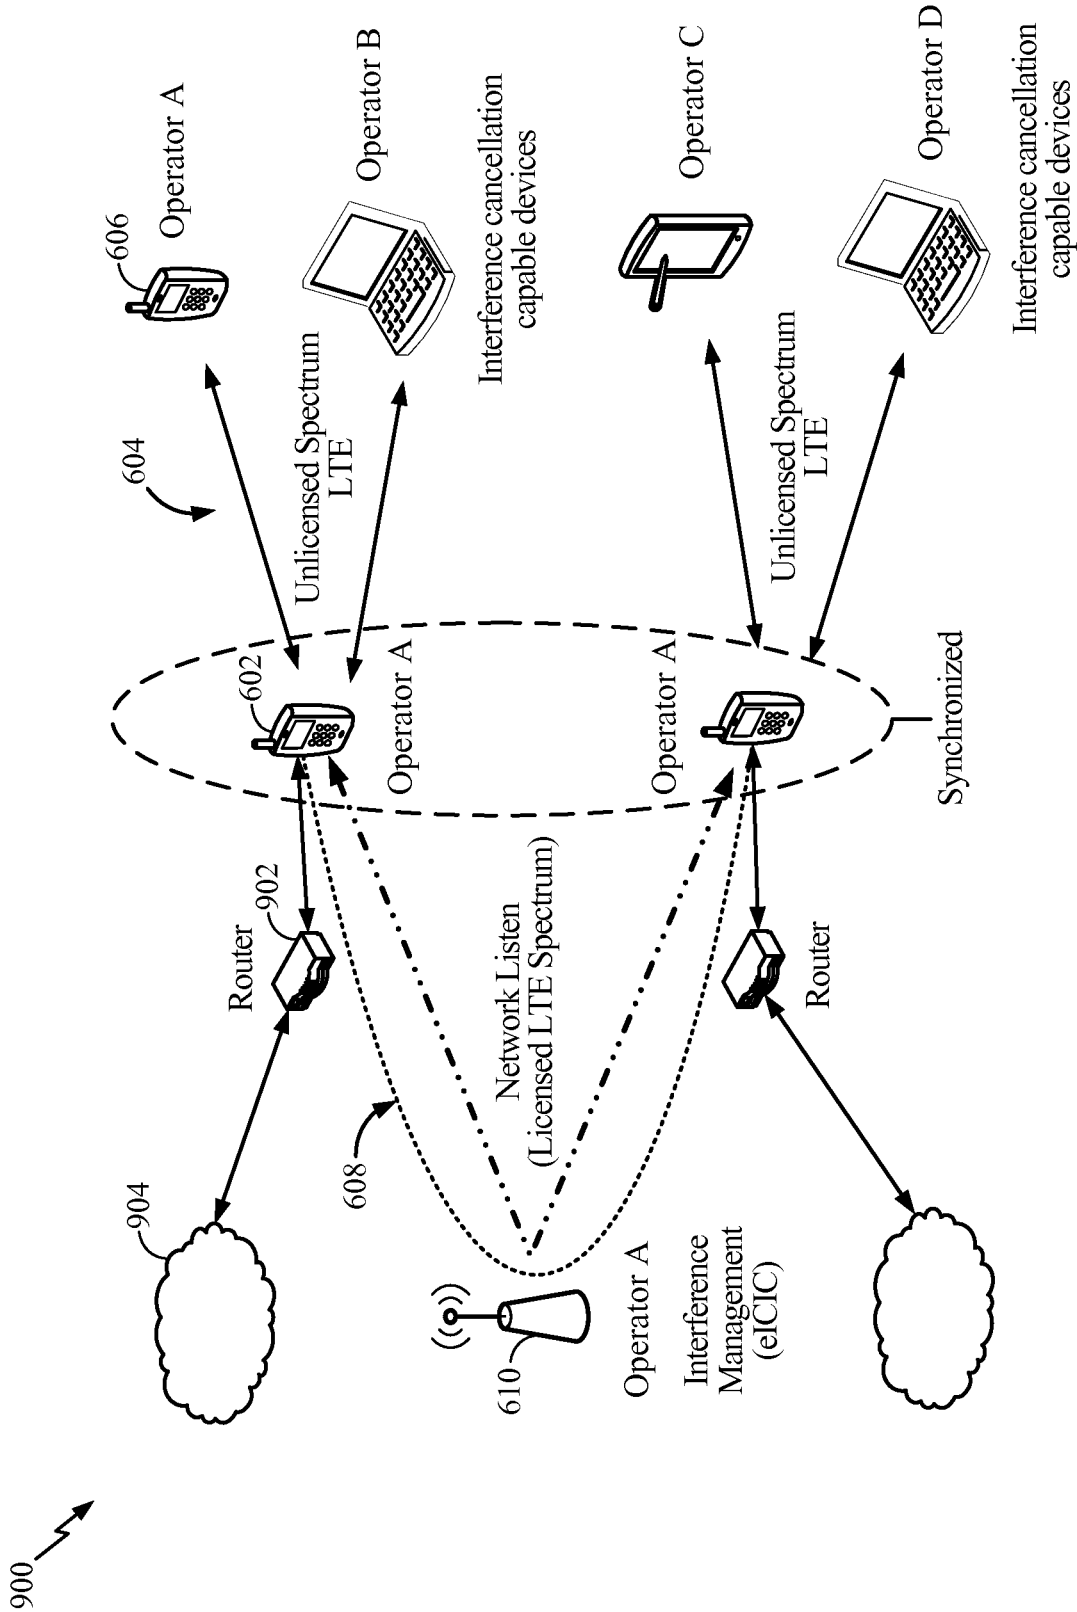 900
904
Router
902
602
606
Operator A
604
Unlicensed Spectrum
LTE
Operator B
Interference cancellation
capable devices
Operator A
608
Network Listen
(Licensed LTE Spectrum)
610
Operator A
Interference
Management
(eICIC)
Operator A
Operator C
Unlicensed Spectrum
LTE
Router
Operator D
Synchronized
Interference cancellation
capable devices